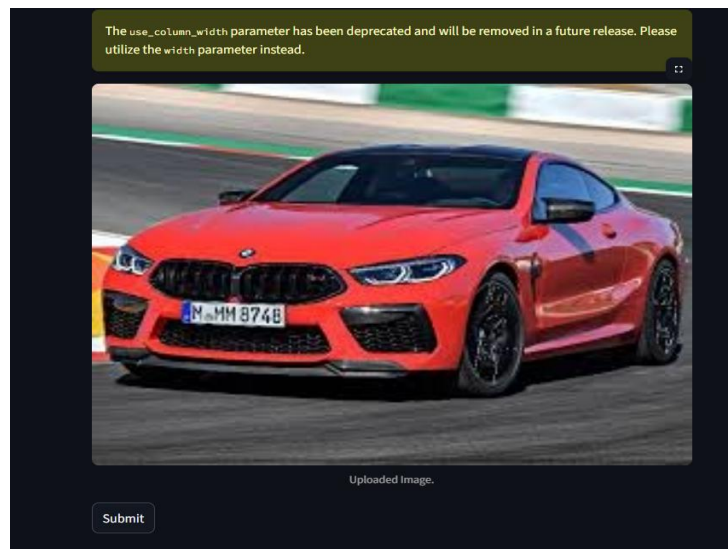 The use_column_width parameter has been deprecated and will be removed in a future release. Please
utilize the width parameter instead.
M MM 8748
Uploaded Image.
Submit